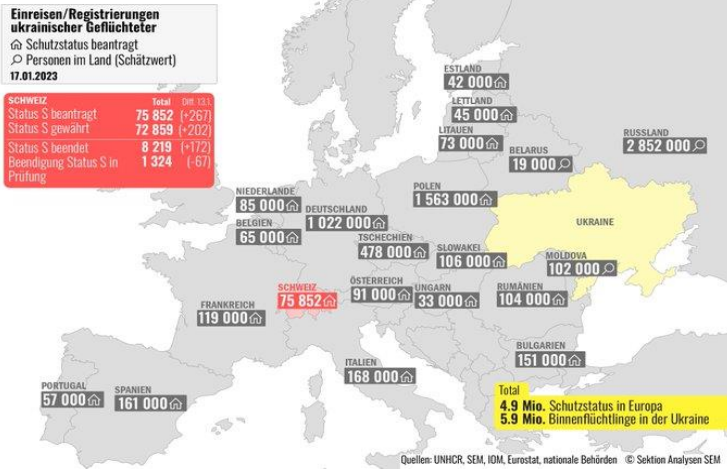 Einreisen/Registrierungen
ukrainischer Geflüchteter
Schutzstatus beantragt
Personen im Land (Schätzwert)
17.01.2023
SCHWEIZ Total Diff. 13.1.
Status S beantragt 75 852 (+267)
Status S gewährt 72 859 (+202)
Status S beendet 8 219 (+172)
Beendigung Status S in 1 324 (-67)
Prüfung
ESTLAND
42 000
LETTLAND
45 000
LITAUEN
73 000
RUSSLAND
2 852 000
BELARUS
19 000
POLEN
1 563 000
NIEDERLANDE
85 000
DEUTSCHLAND
1 022 000
BELGIEN
65 000
UKRAINE
TSCHECHIEN
478 000
SLOWAKEI
106 000
MOLDOVA
102 000
SCHWEIZ
75 852
ÖSTERREICH
91 000
UNGARN
33 000
RUMÄNIEN
104 000
FRANKREICH
119 000
BULGARIEN
151 000
ITALIEN
168 000
PORTUGAL
57 000
SPANIEN
161 000
Total
4.9 Mio. Schutzstatus in Europa
5.9 Mio. Binnenflüchtlinge in der Ukraine
Quellen: UNHCR, SEM, IOM, Eurostat, nationale Behörden © Sektion Analysen SEM